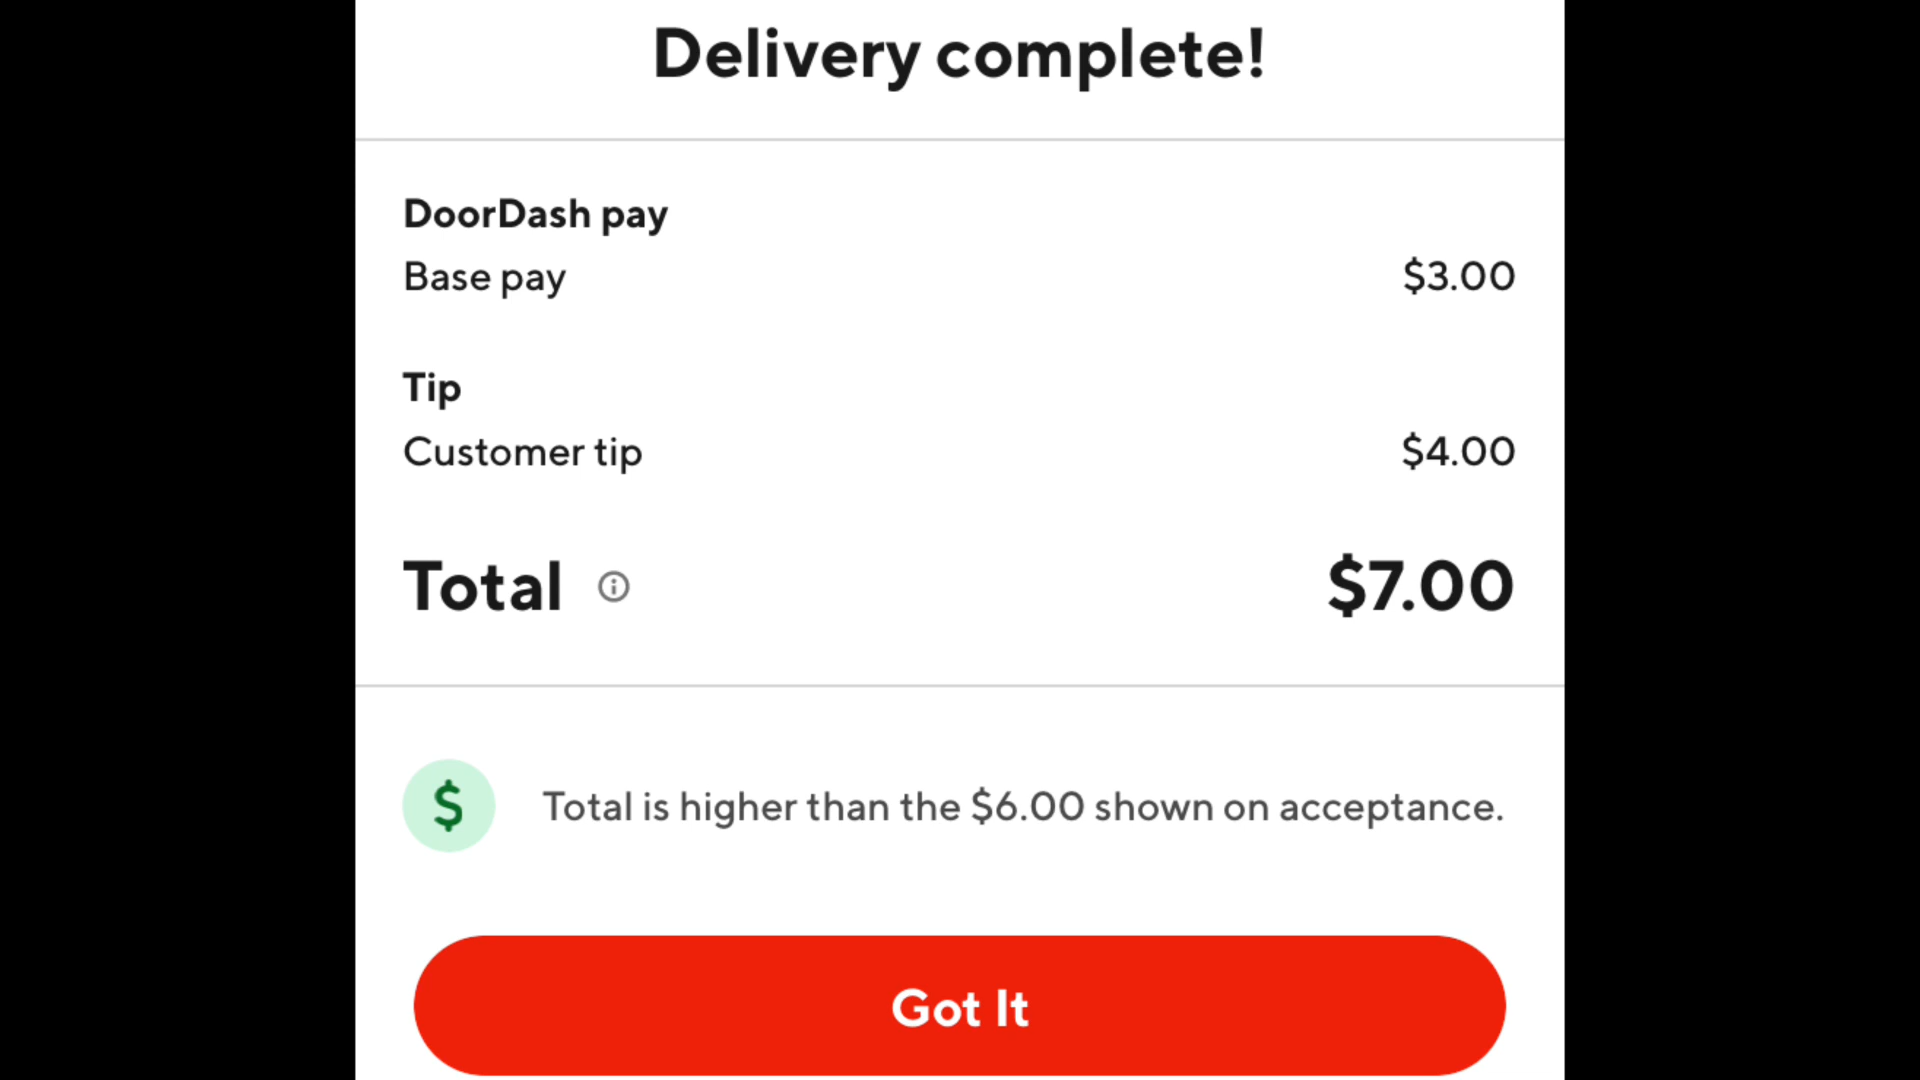 Delivery complete!
DoorDash pay
Base pay $3.00
Tip
Customer tip $4.00
Total $7.00
$ Total is higher than the $6.00 shown on acceptance.
Got It